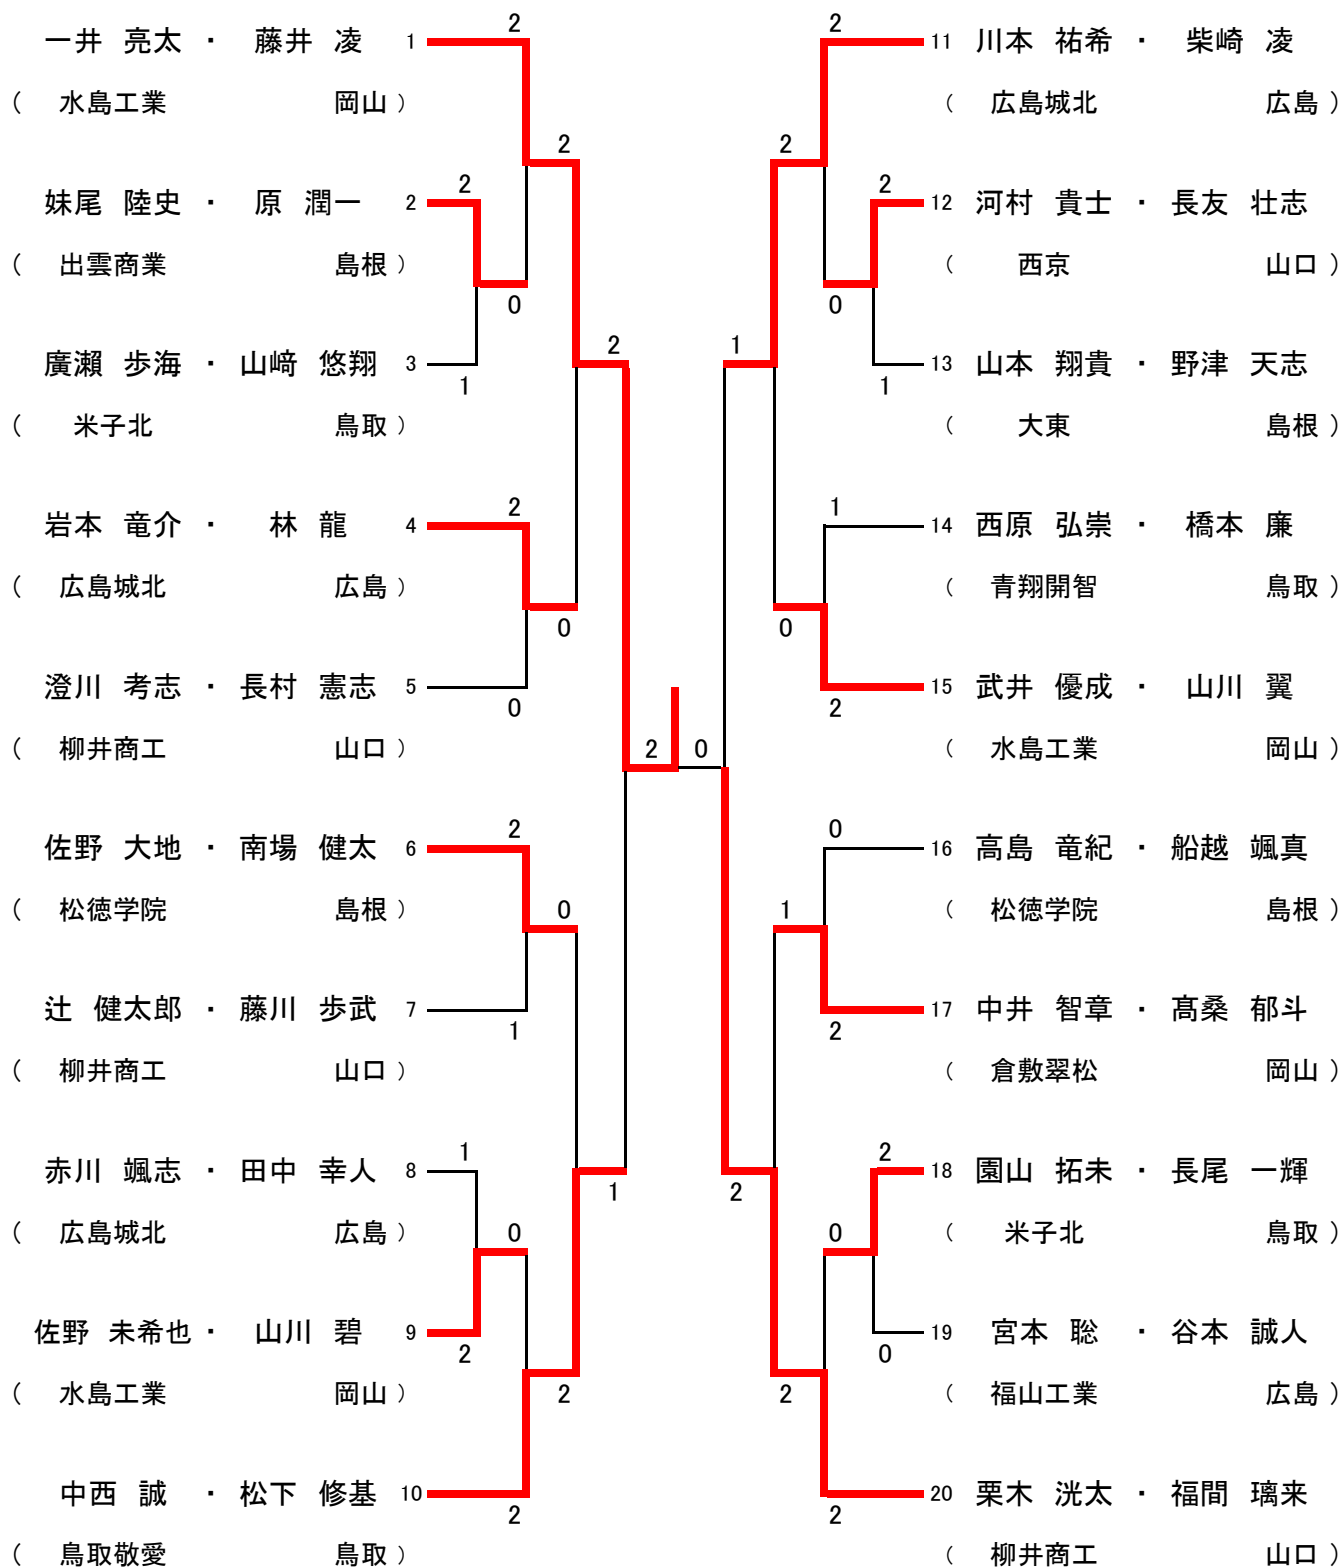 2
2
一井 亮太 ・ 藤井 凌 1
11 川本 祐希 ・ 柴崎 凌
( 水島工業 岡山 )
( 広島城北 広島 )
2
2
2
2
妹尾 陸史 ・ 原 潤一 2
12 河村 貴士 ・ 長友 壮志
( 出雲商業 島根 )
( 西京 山口 )
0
0
2
1
廣瀬 歩海 ・ 山﨑 悠翔 3
13 山本 翔貴 ・ 野津 天志
1
1
( 米子北 鳥取 )
( 大東 島根 )
2
1
岩本 竜介 ・ 林 龍 4
14 西原 弘崇 ・ 橋本 廉
( 広島城北 広島 )
( 青翔開智 鳥取 )
0
0
澄川 考志 ・ 長村 憲志 5
15 武井 優成 ・ 山川 翼
0
2
( 柳井商工 山口 )
2 0
( 水島工業 岡山 )
2
0
佐野 大地 ・ 南場 健太 6
16 高島 竜紀 ・ 船越 颯真
( 松徳学院 島根 )
0
1
( 松徳学院 島根 )
辻 健太郎 ・ 藤川 歩武 7
17 中井 智章 ・ 髙桑 郁斗
1
2
( 柳井商工 山口 )
( 倉敷翠松 岡山 )
1
2
赤川 颯志 ・ 田中 幸人 8
18 園山 拓未 ・ 長尾 一輝
1
2
( 広島城北 広島 )
0
0
( 米子北 鳥取 )
佐野 未希也 ・ 山川 碧 9
19 宮本 聡 ・ 谷本 誠人
2
0
( 水島工業 岡山 )
2
2
( 福山工業 広島 )
中西 誠 ・ 松下 修基 10
20 栗木 洸太 ・ 福間 璃来
2
2
( 鳥取敬愛 鳥取 )
( 柳井商工 山口 )